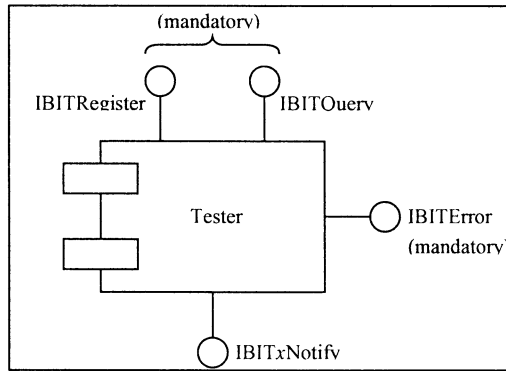 (mandatory)
IBITRegister
IBITQuery
Tester
IBITError
(mandatory)
IBITxNotify